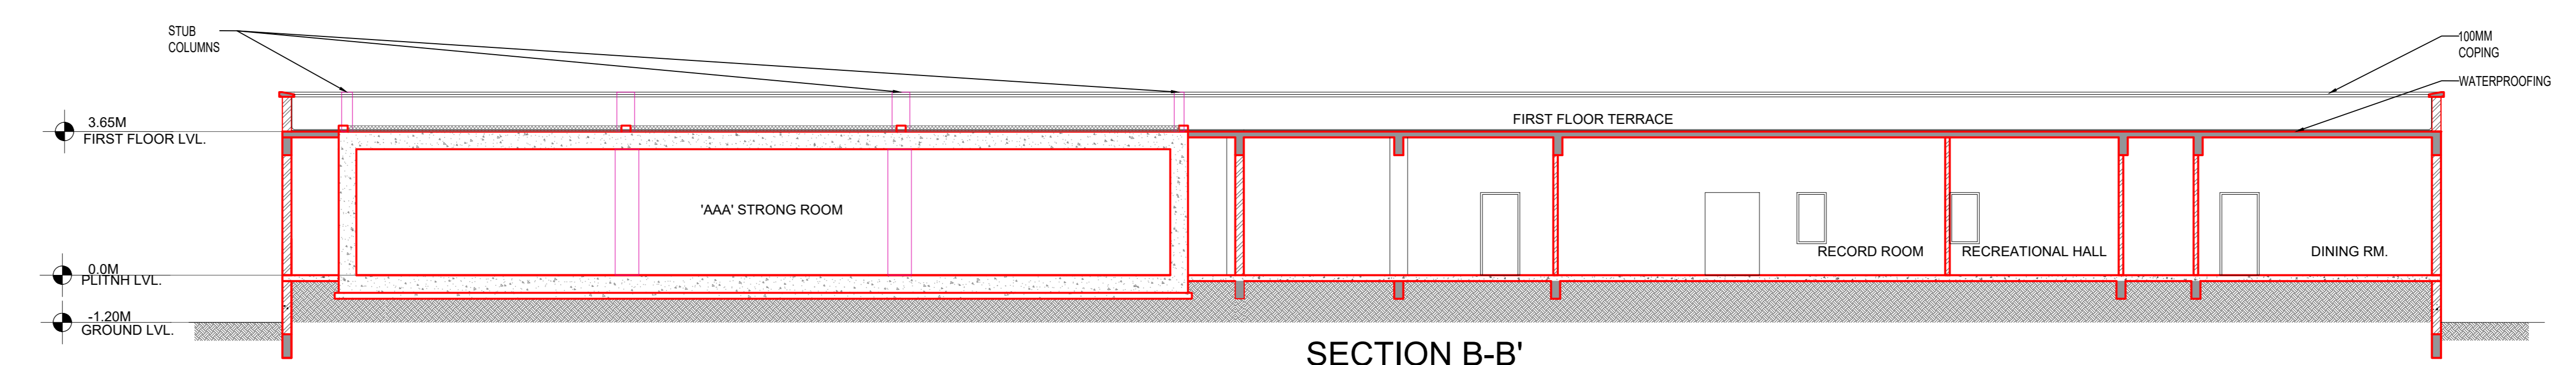 STUB
COLUMNS
100MM
COPING
WATERPROOFING
3.65M
FIRST FLOOR LVL.
FIRST FLOOR TERRACE
'AAA' STRONG ROOM
RECORD ROOM
RECREATIONAL HALL
DINING RM.
0.0M
PLITNH LVL.
-1.20M
GROUND LVL.
SECTION B-B'